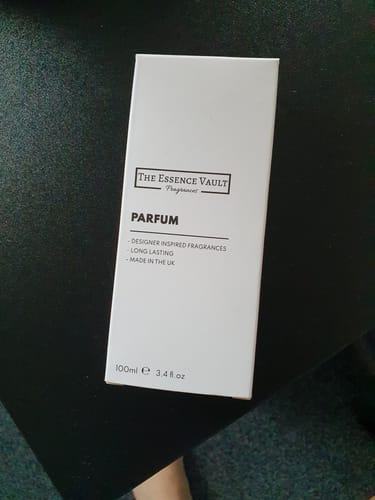 THE ESSENCE VAULT
Fragrances
PARFUM
- DESIGNER INSPIRED FRAGRANCES
- LONG LASTING
- MADE IN THE UK
100ml ℮ 3.4 fl.oz